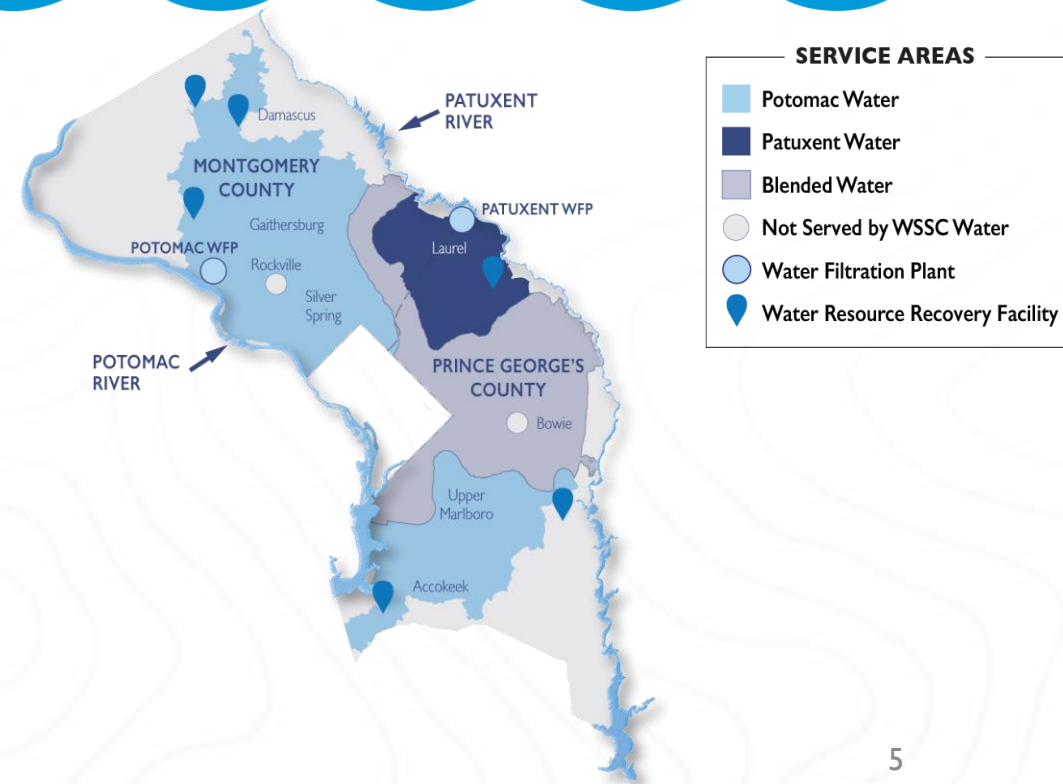 SERVICE AREAS
Potomac Water
Patuxent Water
Blended Water
Not Served by WSSC Water
Water Filtration Plant
Water Resource Recovery Facility
PATUXENT
RIVER
Damascus
MONTGOMERY
COUNTY
Gaithersburg
PATUXENT WFP
Laurel
POTOMAC WFP
Rockville
Silver
Spring
POTOMAC
RIVER
PRINCE GEORGE'S
COUNTY
Bowie
Upper
Marlboro
Accokeek
5